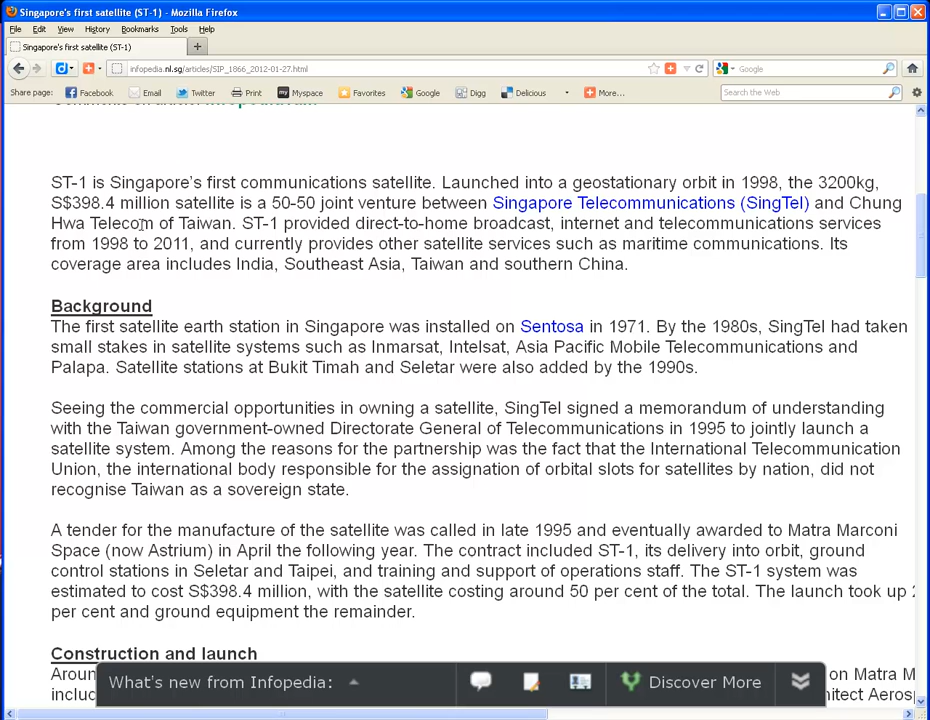 Singapore's first satellite (ST-1) - Mozilla Firefox
File Edit View History Bookmarks Tools Help
Singapore's first satellite (ST-1)
infopedia.nl.sg/articles/SIP_1866_2012-01-27.html
Google
Share page: Facebook Email Twitter Print Myspace Favorites Google Digg Delicious More...
Search the Web
ST-1 is Singapore's first communications satellite. Launched into a geostationary orbit in 1998, the 3200kg,
S$398.4 million satellite is a 50-50 joint venture between Singapore Telecommunications (SingTel) and Chung
Hwa Telecom of Taiwan. ST-1 provided direct-to-home broadcast, internet and telecommunications services
from 1998 to 2011, and currently provides other satellite services such as maritime communications. Its
coverage area includes India, Southeast Asia, Taiwan and southern China.
Background
The first satellite earth station in Singapore was installed on Sentosa in 1971. By the 1980s, SingTel had taken
small stakes in satellite systems such as Inmarsat, Intelsat, Asia Pacific Mobile Telecommunications and
Palapa. Satellite stations at Bukit Timah and Seletar were also added by the 1990s.
Seeing the commercial opportunities in owning a satellite, SingTel signed a memorandum of understanding
with the Taiwan government-owned Directorate General of Telecommunications in 1995 to jointly launch a
satellite system. Among the reasons for the partnership was the fact that the International Telecommunication
Union, the international body responsible for the assignation of orbital slots for satellites by nation, did not
recognise Taiwan as a sovereign state.
A tender for the manufacture of the satellite was called in late 1995 and eventually awarded to Matra Marconi
Space (now Astrium) in April the following year. The contract included ST-1, its delivery into orbit, ground
control stations in Seletar and Taipei, and training and support of operations staff. The ST-1 system was
estimated to cost S$398.4 million, with the satellite costing around 50 per cent of the total. The launch took up
per cent and ground equipment the remainder.
Construction and launch
on Matra M
What's new from Infopedia: Discover More